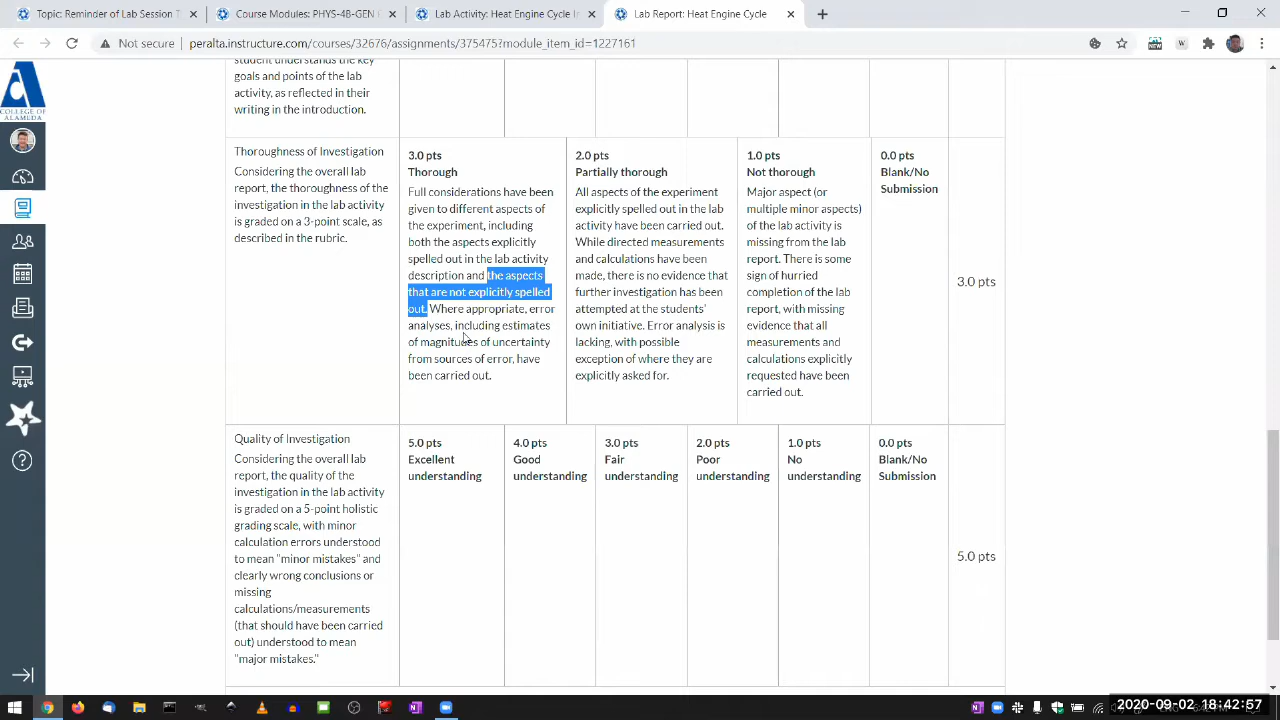 Topic: Reminder of Lab Session T
Course Modules: PHYS-4B-GEN (
Lab Activity: Heat Engine Cycle (
Lab Report: Heat Engine Cycle
Not secure
peralta.instructure.com/courses/32676/assignments/375475?module_item_id=1227161
NEW
W
COLLEGE OF
ALAMEDA
student understands the key
goals and points of the lab
activity, as reflected in their
writing in the introduction.
Thoroughness of Investigation
Considering the overall lab
report, the thoroughness of the
investigation in the lab activity
is graded on a 3-point scale, as
described in the rubric.
3.0 pts
Thorough
Full considerations have been
given to different aspects of
the experiment, including
both the aspects explicitly
spelled out in the lab activity
description and the aspects
that are not explicitly spelled
out. Where appropriate, error
analyses, including estimates
of magnitudes of uncertainty
from sources of error, have
been carried out.
2.0 pts
Partially thorough
All aspects of the experiment
explicitly spelled out in the lab
activity have been carried out.
While directed measurements
and calculations have been
made, there is no evidence that
further investigation has been
attempted at the students'
own initiative. Error analysis is
lacking, with possible
exception of where they are
explicitly asked for.
1.0 pts
Not thorough
Major aspect (or
multiple minor aspects)
of the lab activity is
missing from the lab
report. There is some
sign of hurried
completion of the lab
report, with missing
evidence that all
measurements and
calculations explicitly
requested have been
carried out.
0.0 pts
Blank/No
Submission
3.0 pts
Quality of Investigation
Considering the overall lab
report, the quality of the
investigation in the lab activity
is graded on a 5-point holistic
grading scale, with minor
calculation errors understood
to mean "minor mistakes" and
clearly wrong conclusions or
missing
calculations/measurements
(that should have been carried
out) understood to mean
"major mistakes."
5.0 pts
Excellent
understanding
4.0 pts
Good
understanding
3.0 pts
Fair
understanding
2.0 pts
Poor
understanding
1.0 pts
No
understanding
0.0 pts
Blank/No
Submission
5.0 pts
2020-09-02 18:42:57